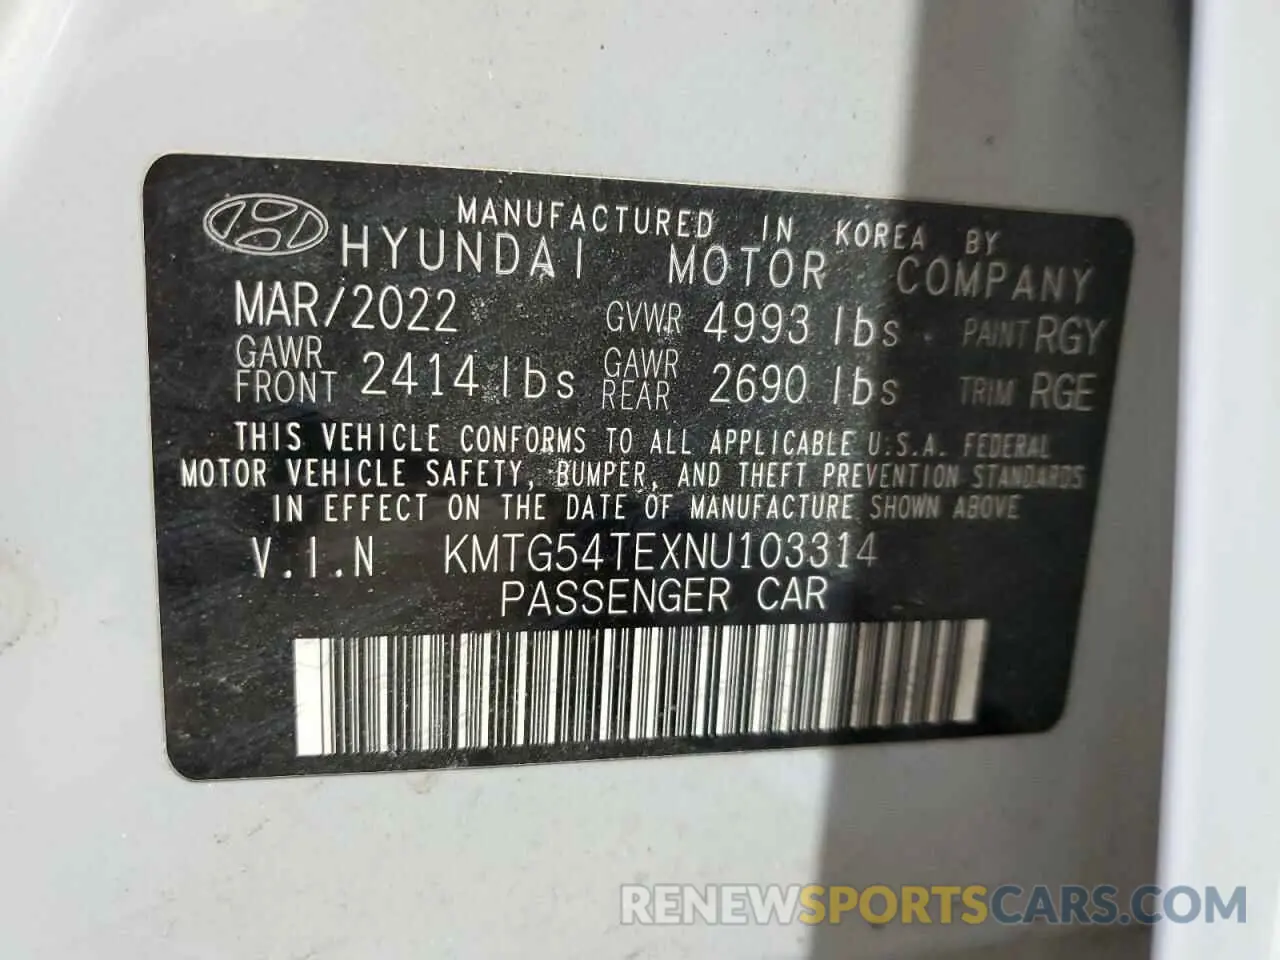 MANUFACTURED IN KOREA BY
HYUNDAI MOTOR COMPANY
MAR/2022 GVWR 4993 lbs PAINT RGY
GAWR FRONT 2414 lbs GAWR REAR 2690 lbs TRIM RGE
THIS VEHICLE CONFORMS TO ALL APPLICABLE U.S.A. FEDERAL
MOTOR VEHICLE SAFETY, BUMPER, AND THEFT PREVENTION STANDARDS
IN EFFECT ON THE DATE OF MANUFACTURE SHOWN ABOVE
V.I.N KMTG54TEXNU103314
PASSENGER CAR
RENEWSPORTSCARS.COM